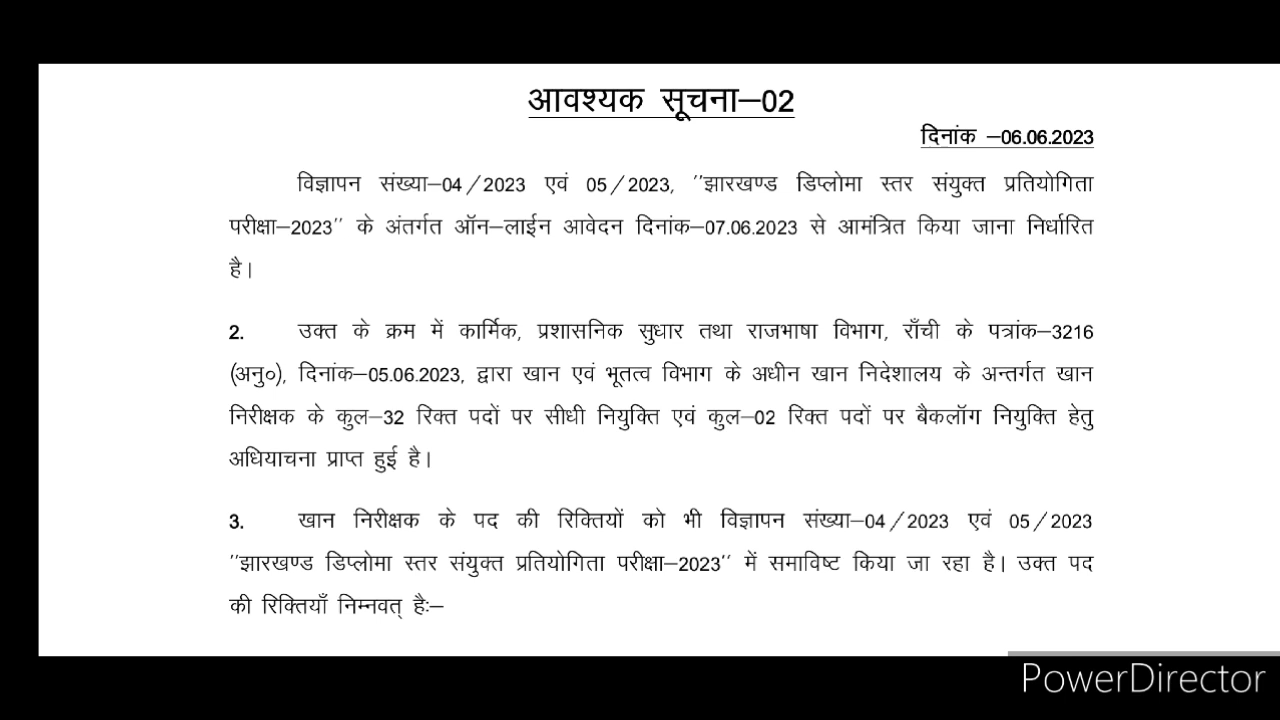 आवश्यक सूचना–02
दिनांक –06.06.2023
विज्ञापन संख्या–04/2023 एवं 05/2023, ''झारखण्ड डिप्लोमा स्तर संयुक्त प्रतियोगिता
परीक्षा–2023'' के अंतर्गत ऑन–लाईन आवेदन दिनांक–07.06.2023 से आमंत्रित किया जाना निर्धारित
है।
2. उक्त के क्रम में कार्मिक, प्रशासनिक सुधार तथा राजभाषा विभाग, राँची के पत्रांक–3216
(अनु०), दिनांक–05.06.2023, द्वारा खान एवं भूतत्व विभाग के अधीन खान निदेशालय के अन्तर्गत खान
निरीक्षक के कुल–32 रिक्त पदों पर सीधी नियुक्ति एवं कुल–02 रिक्त पदों पर बैकलॉग नियुक्ति हेतु
अधियाचना प्राप्त हुई है।
3. खान निरीक्षक के पद की रिक्तियों को भी विज्ञापन संख्या–04/2023 एवं 05/2023
''झारखण्ड डिप्लोमा स्तर संयुक्त प्रतियोगिता परीक्षा–2023'' में समाविष्ट किया जा रहा है। उक्त पद
की रिक्तियाँ निम्नवत् हैः–
PowerDirector